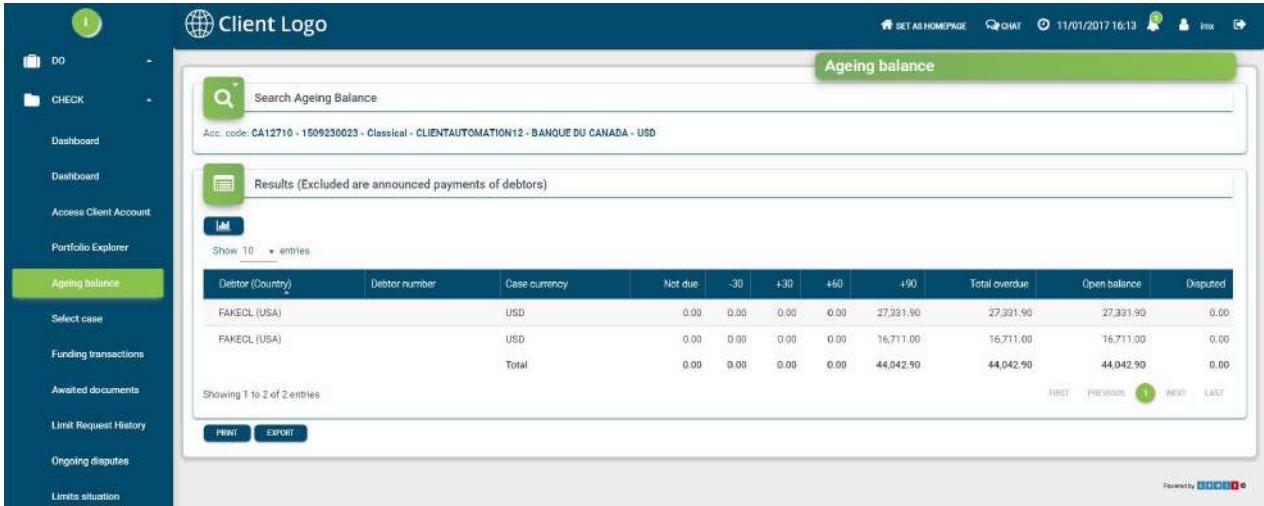 Client Logo
SET AS HOMEPAGE CHAT 11/01/2017 16:13 imx
DO
CHECK
Dashboard
Dashboard
Access Client Account
Portfolio Explorer
Ageing balance
Select case
Funding transactions
Awaited documents
Limit Request History
Ongoing disputes
Limits situation
Ageing balance
Search Ageing Balance
Acc. code: CA12710 - 1509230023 - Classical - CLIENTAUTOMATION12 - BANQUE DU CANADA - USD
Results (Excluded are announced payments of debtors)
Show 10 entries
Debtor (Country) Debtor number Case currency Not due -30 +30 +60 +90 Total overdue Open balance Disputed
FAKECL (USA) USD 0.00 0.00 0.00 0.00 27,331.90 27,331.90 27,331.90 0.00
FAKECL (USA) USD 0.00 0.00 0.00 0.00 16,711.00 16,711.00 16,711.00 0.00
Total 0.00 0.00 0.00 0.00 44,042.90 44,042.90 44,042.90 0.00
Showing 1 to 2 of 2 entries
FIRST PREVIOUS 1 NEXT LAST
PRINT EXPORT
Powered by